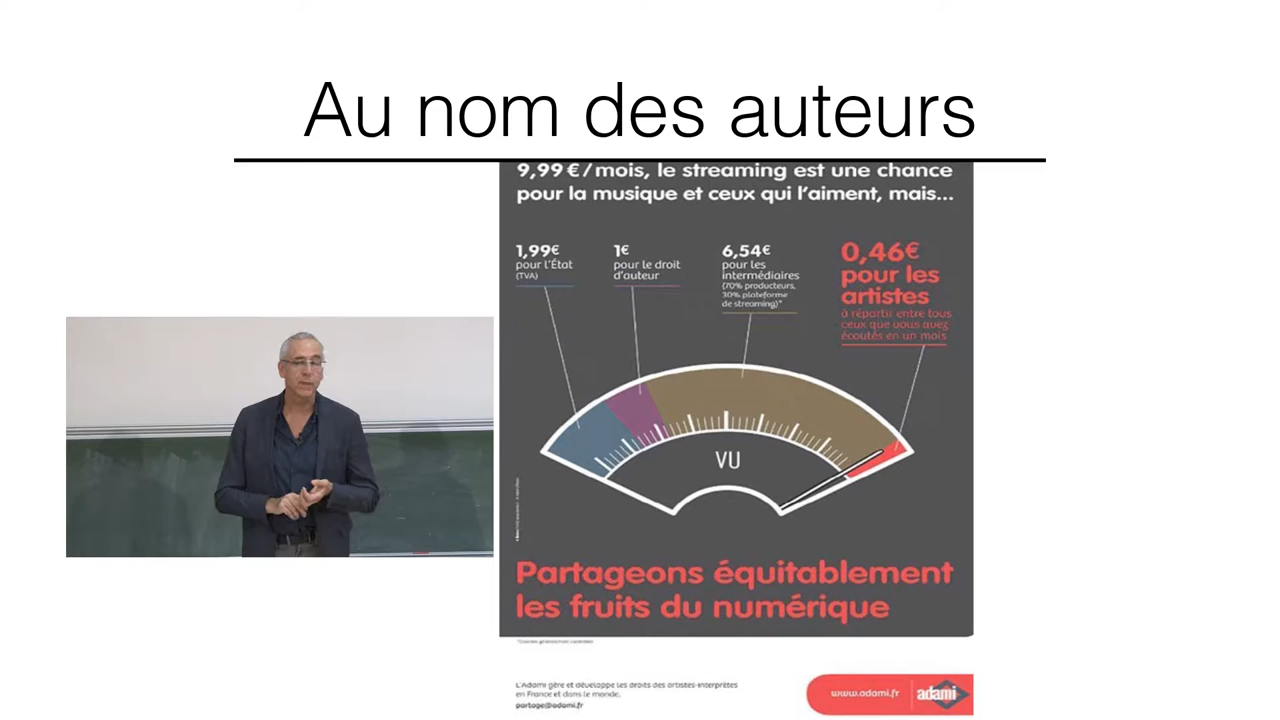 Au nom des auteurs
9,99 €/mois, le streaming est une chance
pour la musique et ceux qui l'aiment, mais...
1,99€
pour l'État
(TVA)
1€
pour le droit
d'auteur
6,54€
pour les
intermédiaires
(70% producteurs,
30% plateforme
de streaming)*
0,46€
pour les
artistes
à répartir entre tous
ceux que vous avez
écoutés en un mois
VU
Partageons équitablement
les fruits du numérique
L'Adami gère et développe les droits des artistes-interprètes
en France et dans le monde.
partage@adami.fr
www.adami.fr
adami